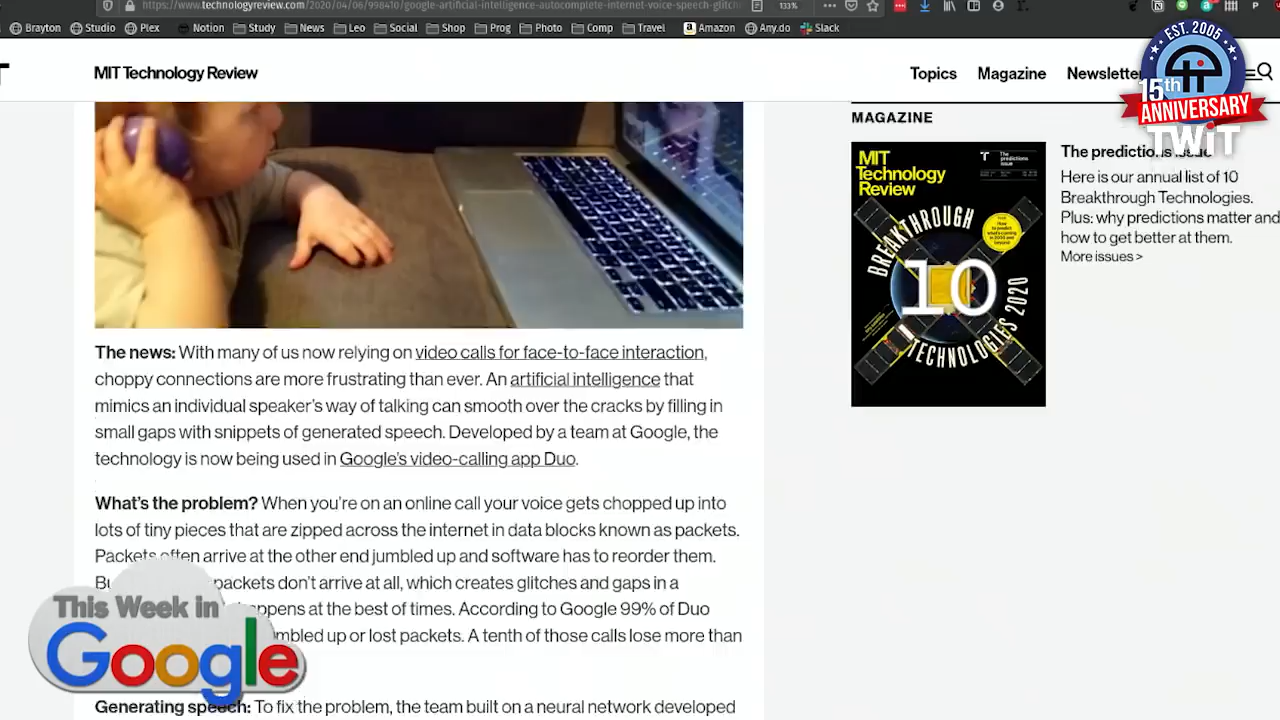 https://www.technologyreview.com/2020/04/06/998410/google-artificial-intelligence-autocomplete-internet-voice-speech-glitch
133%
Brayton Studio Plex Notion Study News Leo Social Shop Prog Photo Comp Travel Amazon Any.do Slack
MIT Technology Review
Topics Magazine Newsletter
EST. 2005
15th
ANNIVERSARY
TWiT
MAGAZINE
MIT
Technology
Review
The
predictions
issue
BREAKTHROUGH
10
TECHNOLOGIES 2020
The predictions issue
Here is our annual list of 10
Breakthrough Technologies.
Plus: why predictions matter and
how to get better at them.
More issues >
The news: With many of us now relying on video calls for face-to-face interaction,
choppy connections are more frustrating than ever. An artificial intelligence that
mimics an individual speaker's way of talking can smooth over the cracks by filling in
small gaps with snippets of generated speech. Developed by a team at Google, the
technology is now being used in Google's video-calling app Duo.
What's the problem? When you're on an online call your voice gets chopped up into
lots of tiny pieces that are zipped across the internet in data blocks known as packets.
Packets often arrive at the other end jumbled up and software has to reorder them.
packets don't arrive at all, which creates glitches and gaps in a
happens at the best of times. According to Google 99% of Duo
jumbled up or lost packets. A tenth of those calls lose more than
Generating speech: To fix the problem, the team built on a neural network developed
This Week in
Google